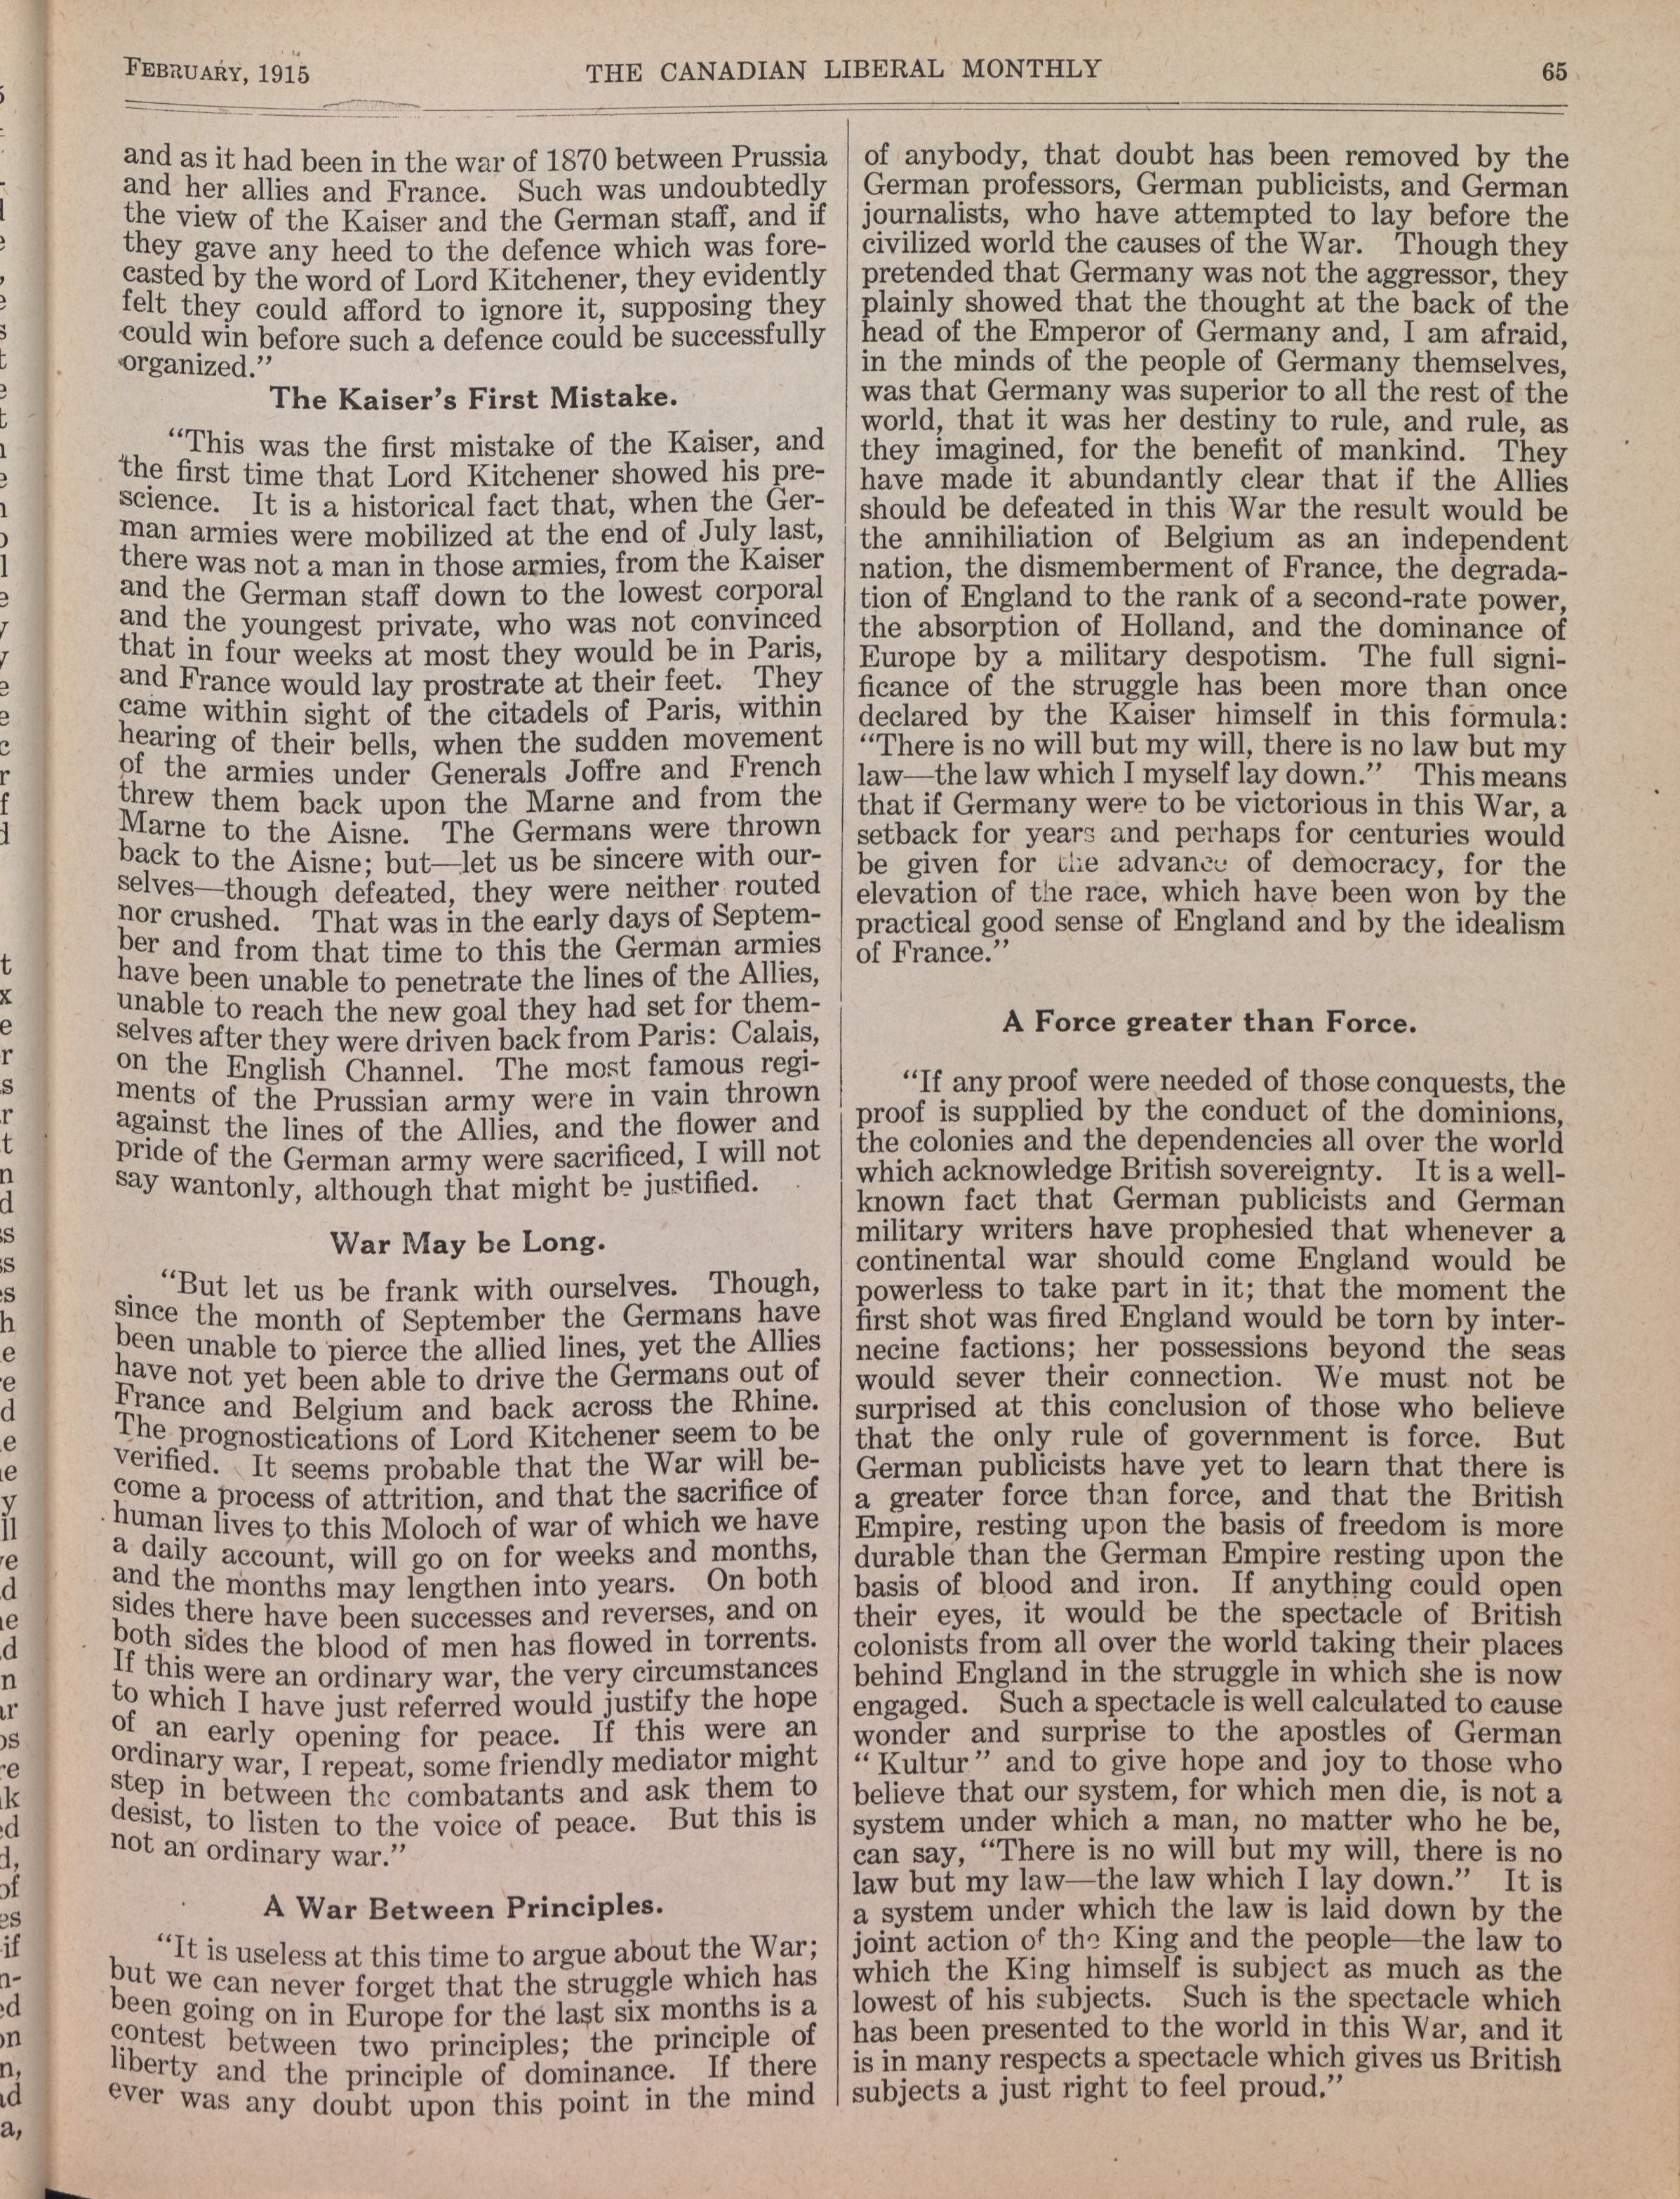 FEBRUARY, 1915
THE CANADIAN LIBERAL MONTHLY
65
and as it had been in the war of 1870 between Prussia
and her allies and France. Such was undoubtedly
the view of the Kaiser and the German staff, and if
they gave any heed to the defence which was fore-
casted by the word of Lord Kitchener, they evidently
felt they could afford to ignore it, supposing they
could win before such a defence could be successfully
organized.”
The Kaiser's First Mistake.
“This was the first mistake of the Kaiser, and
the first time that Lord Kitchener showed his pre-
science. It is a historical fact that, when the Ger-
man armies were mobilized at the end of July last,
there was not a man in those armies, from the Kaiser
and the German staff down to the lowest corporal
and the youngest private, who was not convinced
that in four weeks at most they would be in Paris,
and France would lay prostrate at their feet. They
came within sight of the citadels of Paris, within
hearing of their bells, when the sudden movement
of the armies under Generals Joffre and French
threw them back upon the Marne and from the
Marne to the Aisne. The Germans were thrown
back to the Aisne; but—let us be sincere with our-
selves—though defeated, they were neither routed
nor crushed. That was in the early days of Septem-
ber and from that time to this the German armies
have been unable to penetrate the lines of the Allies,
unable to reach the new goal they had set for them-
selves after they were driven back from Paris: Calais,
on the English Channel. The most famous regi-
ments of the Prussian army were in vain thrown
against the lines of the Allies, and the flower and
pride of the German army were sacrificed, I will not
say wantonly, although that might be justified.
War May be Long.
“But let us be frank with ourselves. Though,
since the month of September the Germans have
been unable to pierce the allied lines, yet the Allies
have not yet been able to drive the Germans out of
France and Belgium and back across the Rhine.
The prognostications of Lord Kitchener seem to be
verified. It seems probable that the War will be-
come a process of attrition, and that the sacrifice of
human lives to this Moloch of war of which we have
a daily account, will go on for weeks and months,
and the months may lengthen into years. On both
sides there have been successes and reverses, and on
both sides the blood of men has flowed in torrents.
If this were an ordinary war, the very circumstances
to which I have just referred would justify the hope
of an early opening for peace. If this were an
ordinary war, I repeat, some friendly mediator might
step in between the combatants and ask them to
desist, to listen to the voice of peace. But this is
not an ordinary war.”
A War Between Principles.
“It is useless at this time to argue about the War;
but we can never forget that the struggle which has
been going on in Europe for the last six months is a
contest between two principles; the principle of
liberty and the principle of dominance. If there
ever was any doubt upon this point in the mind
of anybody, that doubt has been removed by the
German professors, German publicists, and German
journalists, who have attempted to lay before the
civilized world the causes of the War. Though they
pretended that Germany was not the aggressor, they
plainly showed that the thought at the back of the
head of the Emperor of Germany and, I am afraid,
in the minds of the people of Germany themselves,
was that Germany was superior to all the rest of the
world, that it was her destiny to rule, and rule, as
they imagined, for the benefit of mankind. They
have made it abundantly clear that if the Allies
should be defeated in this War the result would be
the annihiliation of Belgium as an independent
nation, the dismemberment of France, the degrada-
tion of England to the rank of a second-rate power,
the absorption of Holland, and the dominance of
Europe by a military despotism. The full signi-
ficance of the struggle has been more than once
declared by the Kaiser himself in this formula:
“There is no will but my will, there is no law but my
law—the law which I myself lay down.” This means
that if Germany were to be victorious in this War, a
setback for years and perhaps for centuries would
be given for the advance of democracy, for the
elevation of the race, which have been won by the
practical good sense of England and by the idealism
of France.”
A Force greater than Force.
“If any proof were needed of those conquests, the
proof is supplied by the conduct of the dominions,
the colonies and the dependencies all over the world
which acknowledge British sovereignty. It is a well-
known fact that German publicists and German
military writers have prophesied that whenever a
continental war should come England would be
powerless to take part in it; that the moment the
first shot was fired England would be torn by inter-
necine factions; her possessions beyond the seas
would sever their connection. We must not be
surprised at this conclusion of those who believe
that the only rule of government is force. But
German publicists have yet to learn that there is
a greater force than force, and that the British
Empire, resting upon the basis of freedom is more
durable than the German Empire resting upon the
basis of blood and iron. If anything could open
their eyes, it would be the spectacle of British
colonists from all over the world taking their places
behind England in the struggle in which she is now
engaged. Such a spectacle is well calculated to cause
wonder and surprise to the apostles of German
“Kultur” and to give hope and joy to those who
believe that our system, for which men die, is not a
system under which a man, no matter who he be,
can say, “There is no will but my will, there is no
law but my law—the law which I lay down.” It is
a system under which the law is laid down by the
joint action of the King and the people—the law to
which the King himself is subject as much as the
lowest of his subjects. Such is the spectacle which
has been presented to the world in this War, and it
is in many respects a spectacle which gives us British
subjects a just right to feel proud.”